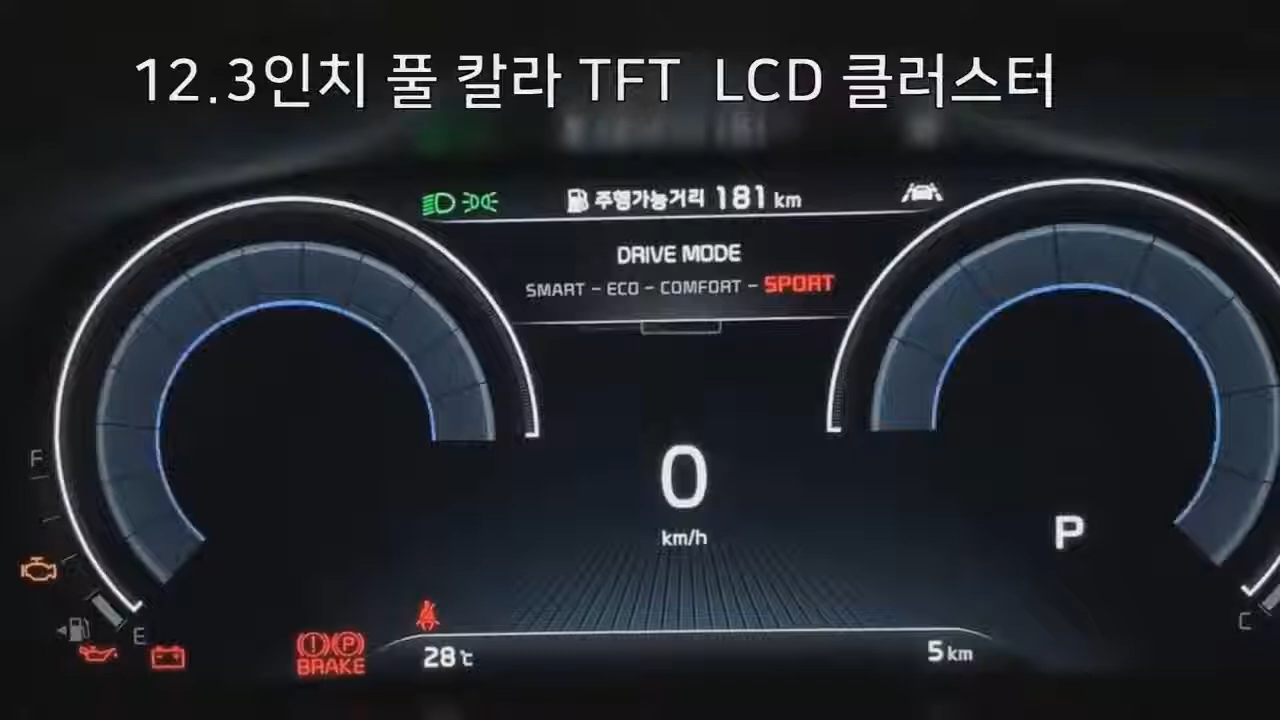 12.3인치 풀 칼라 TFT LCD 클러스터
주행가능거리 181 km
DRIVE MODE
SMART - ECO - COMFORT - SPORT
F
0
km/h
P
E
C
BRAKE
28℃
5 km